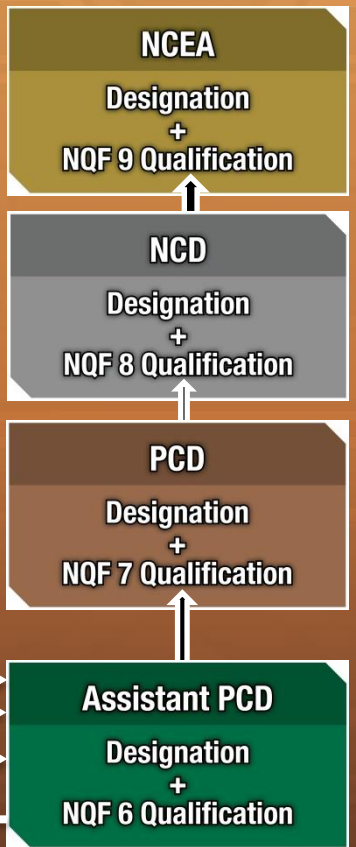 NCEA
Designation
+
NQF 9 Qualification
NCD
Designation
+
NQF 8 Qualification
PCD
Designation
+
NQF 7 Qualification
Assistant PCD
Designation
+
NQF 6 Qualification